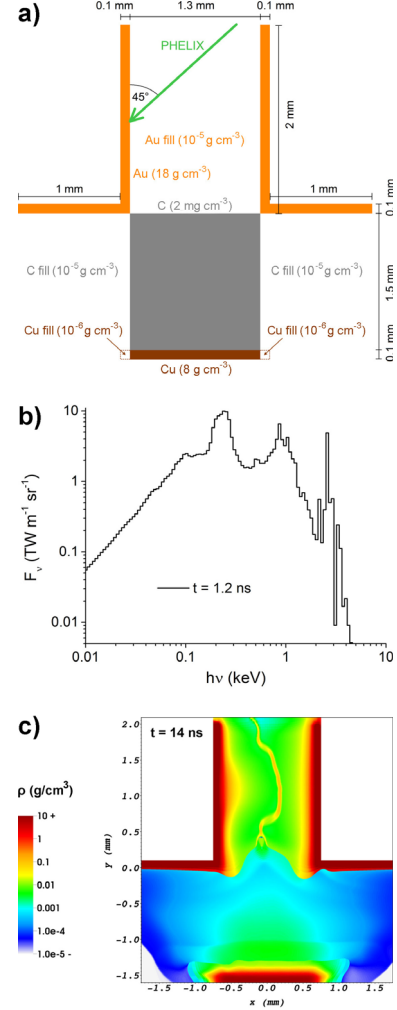 a)
0.1 mm 1.3 mm 0.1 mm
PHELIX
45°
2 mm
Au fill (10⁻⁵ g cm⁻³)
Au (18 g cm⁻³)
1 mm 1 mm
0.1 mm
C (2 mg cm⁻³)
C fill (10⁻⁵ g cm⁻³) C fill (10⁻⁵ g cm⁻³)
1.5 mm
Cu fill (10⁻⁶ g cm⁻³) Cu fill (10⁻⁶ g cm⁻³)
0.1 mm
Cu (8 g cm⁻³)
b)
10
1
0.1
0.01
Fν (TW m⁻¹ sr⁻¹)
t = 1.2 ns
0.01 0.1 1 10
hν (keV)
c)
t = 14 ns
ρ (g/cm³)
10 +
1
0.1
0.01
0.001
1.0e-4
1.0e-5 -
2.0
1.5
1.0
0.5
0.0
-0.5
-1.0
-1.5
y (mm)
-1.5 -1.0 -0.5 0.0 0.5 1.0 1.5
x (mm)